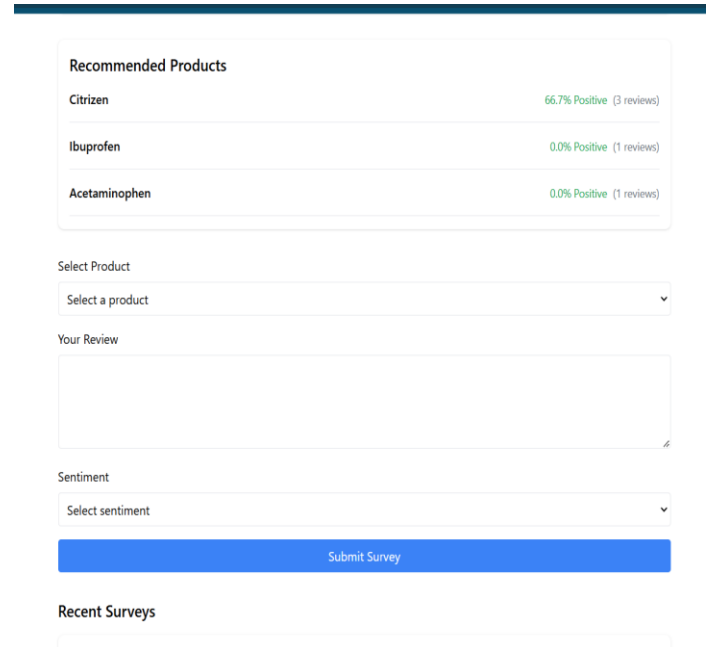 Recommended Products
Citrizen 66.7% Positive (3 reviews)
Ibuprofen 0.0% Positive (1 reviews)
Acetaminophen 0.0% Positive (1 reviews)
Select Product
Select a product
Your Review
Sentiment
Select sentiment
Submit Survey
Recent Surveys